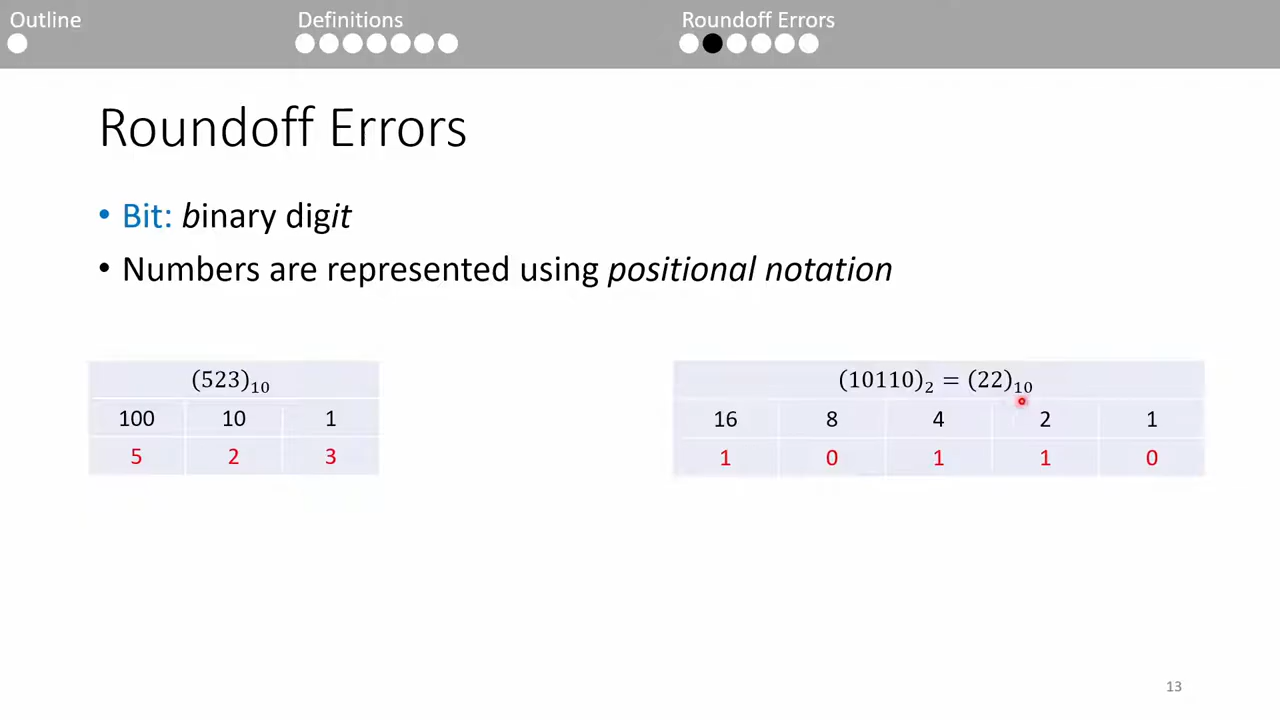 Outline Definitions Roundoff Errors
Roundoff Errors
• Bit: binary digit
• Numbers are represented using positional notation
(523)₁₀
100 10 1
5 2 3
(10110)₂ = (22)₁₀
16 8 4 2 1
1 0 1 1 0
13